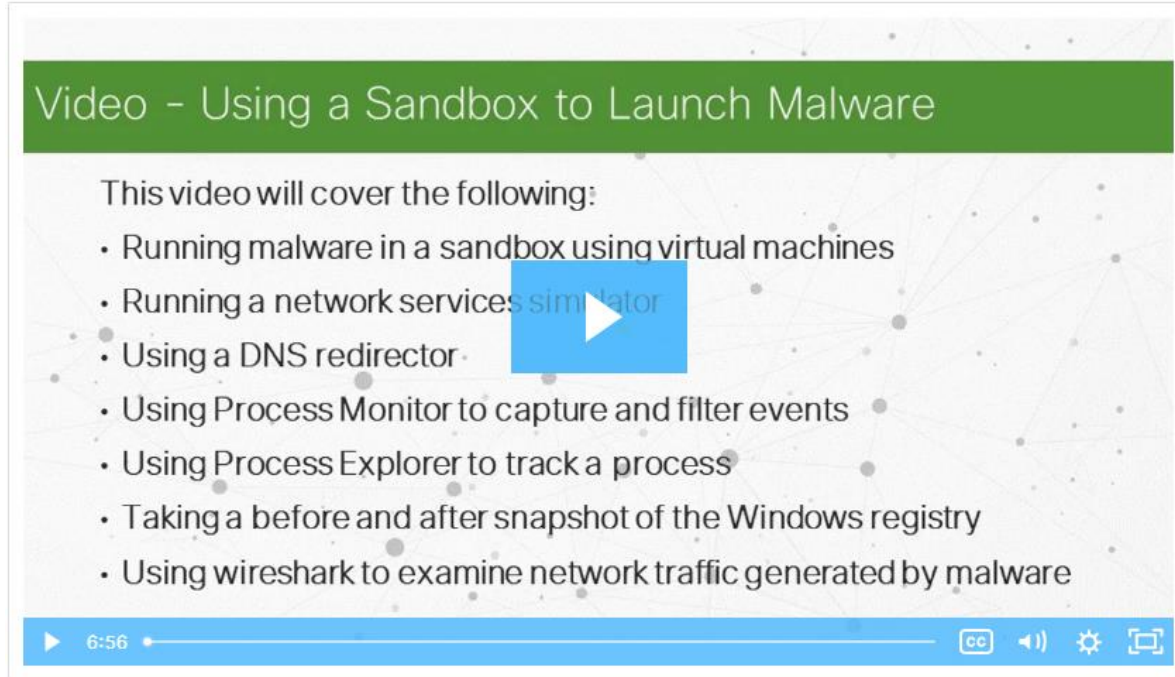 Video - Using a Sandbox to Launch Malware
This video will cover the following:
• Running malware in a sandbox using virtual machines
• Running a network services simulator
• Using a DNS redirector
• Using Process Monitor to capture and filter events
• Using Process Explorer to track a process
• Taking a before and after snapshot of the Windows registry
• Using wireshark to examine network traffic generated by malware
6:56 CC